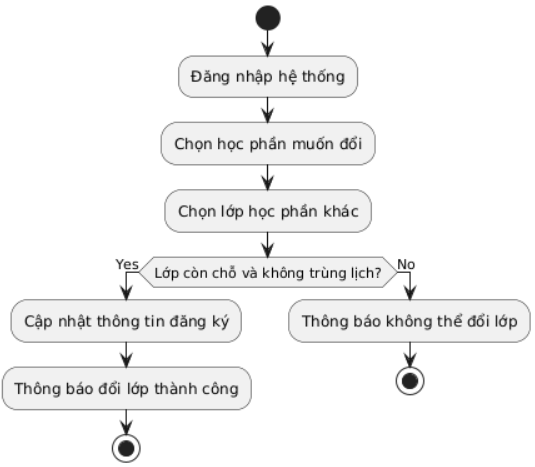 Đăng nhập hệ thống
Chọn học phần muốn đổi
Chọn lớp học phần khác
Lớp còn chỗ và không trùng lịch?
Yes
Cập nhật thông tin đăng ký
Thông báo đổi lớp thành công
No
Thông báo không thể đổi lớp